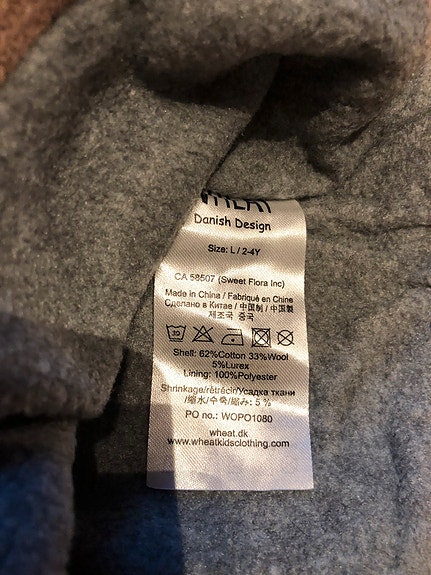 WHEAT
Danish Design
Size: L / 2-4Y
CA 58507 (Sweet Flora Inc)
Made in China / Fabriqué en Chine
Сделано в Китае / 中国制 / 中国製
제조국 중국
30
Shell: 62%Cotton 33%Wool
5%Lurex
Lining: 100%Polyester
Shrinkage/rétrécir/Усадка ткани
/縮水/수축/縮み: 5 %
PO no.: WOPO1080
wheat.dk
www.wheatkidsclothing.com